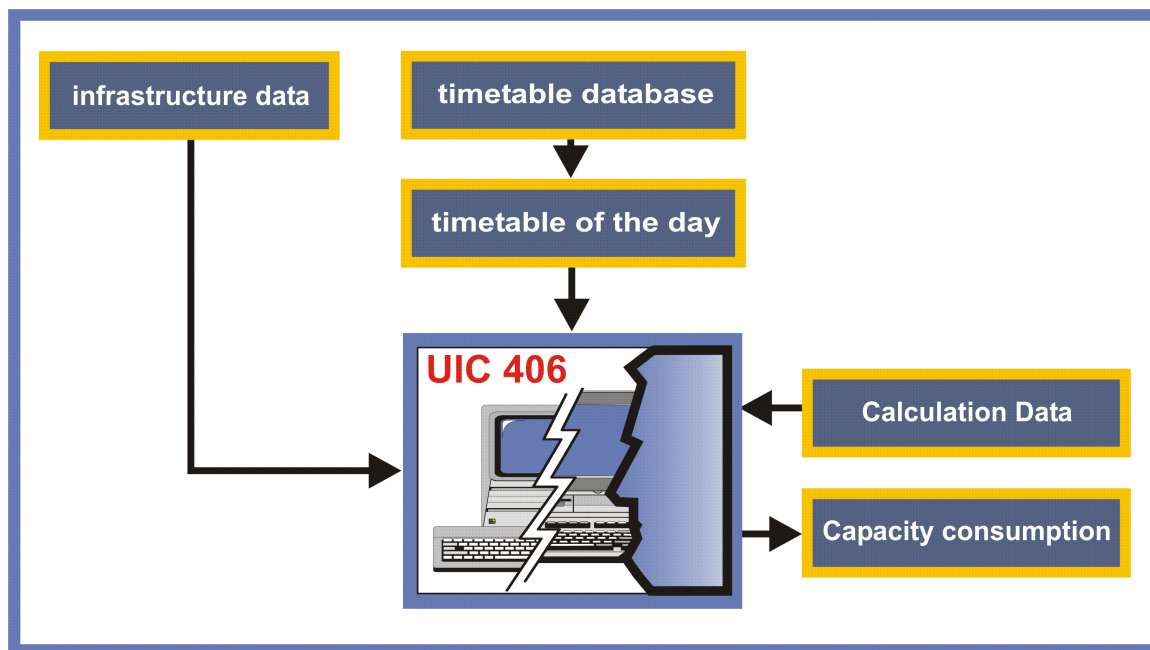 infrastructure data
timetable database
timetable of the day
UIC 406
Calculation Data
Capacity consumption